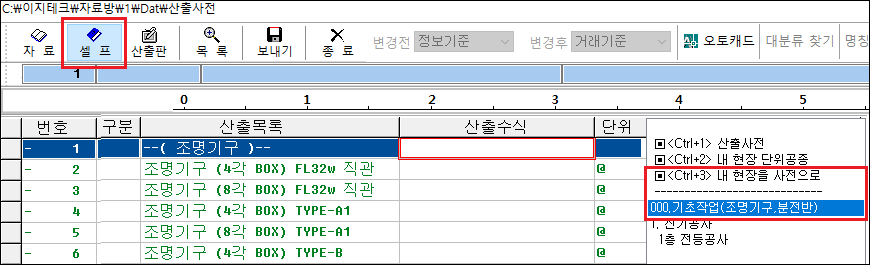 C:₩이지테크₩자료방₩1₩Dat₩산출사전
자 료 셀 프 산출판 목 록 보내기 종 료 변경전 정보기준 변경후 거래기준 오토캐드 대분류 찾기 명칭
1
0 1 2 3 4 5
번호 구분 산출목록 산출수식 단위
- 1 --( 조명기구 )--
- 2 조명기구 (4각 BOX) FL32w 직관 @
- 3 조명기구 (8각 BOX) FL32w 직관 @
- 4 조명기구 (4각 BOX) TYPE-A1 @
- 5 조명기구 (8각 BOX) TYPE-A1 @
- 6 조명기구 (4각 BOX) TYPE-B @
▣<Ctrl+1> 산출사전
▣<Ctrl+2> 내 현장 단위공종
▣<Ctrl+3> 내 현장을 사전으로
----------------------------
000.기초작업(조명기구,분전반)
1. 전기공사
1층 전등공사